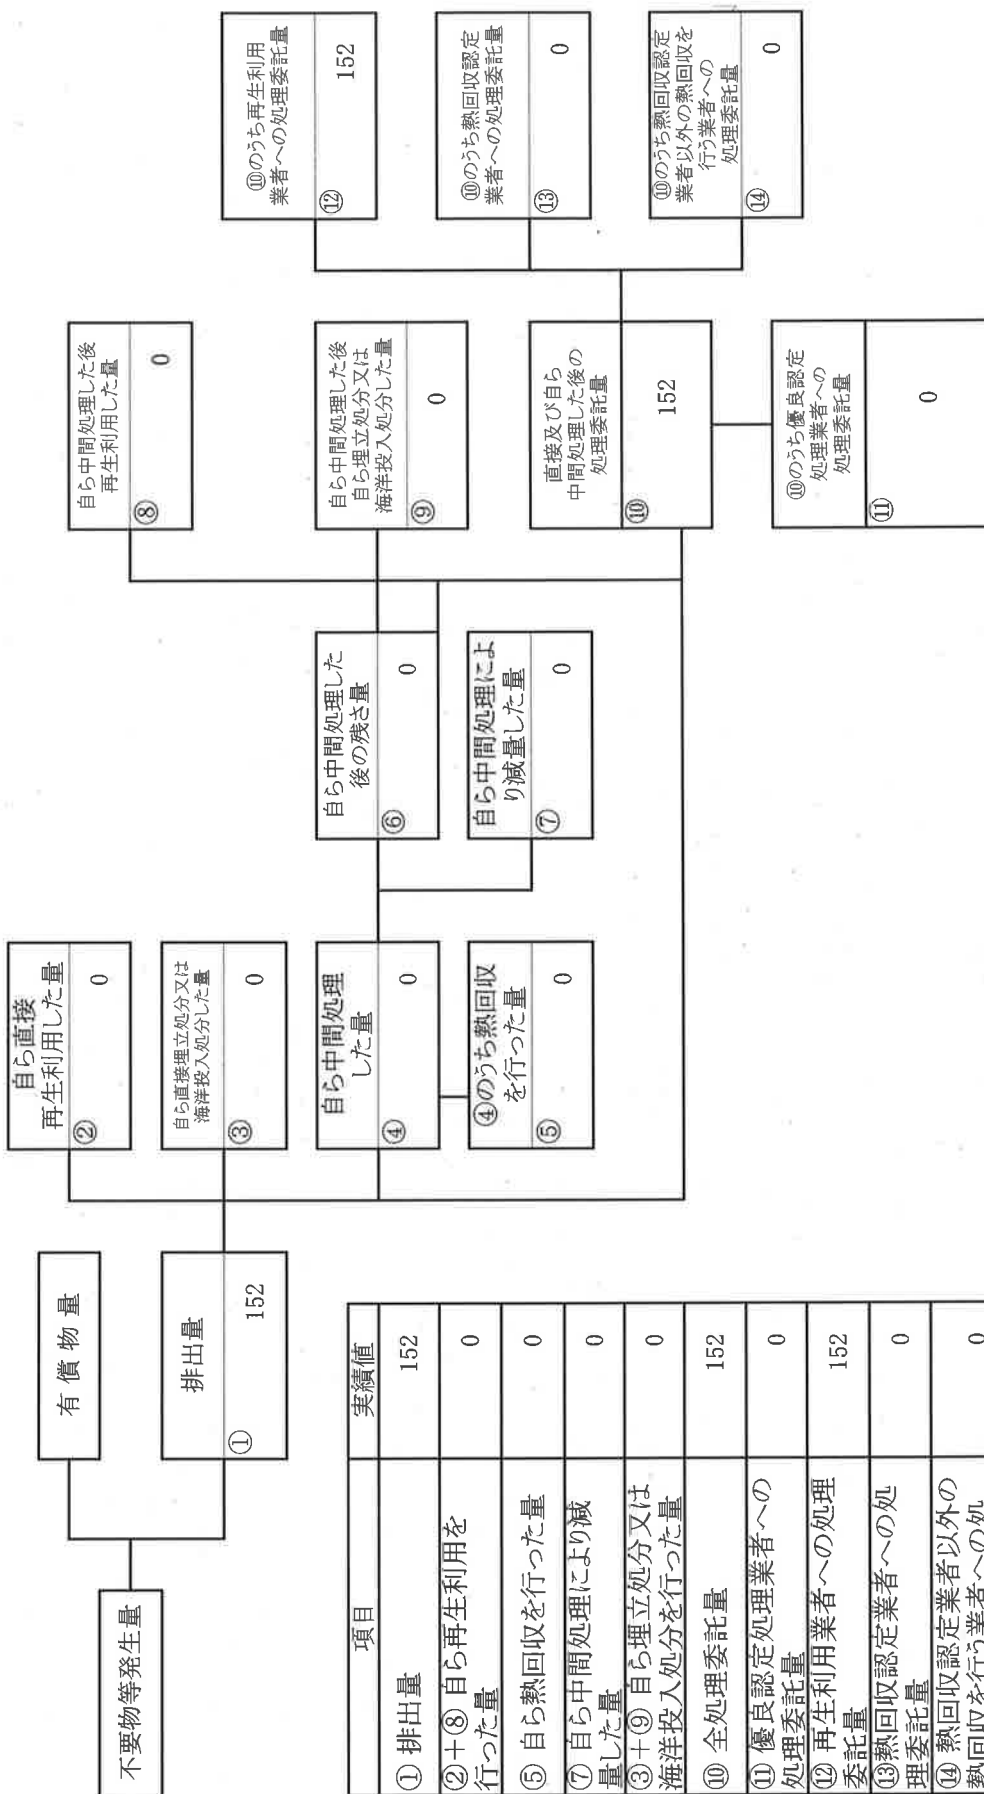 不要物等発生量
有償物量
排出量
①
152
自ら直接
再生利用した量
②
0
自ら直接埋立処分又は
海洋投入処分した量
③
0
自ら中間処理
した量
④
0
④のうち熱回収
を行った量
⑤
0
自ら中間処理した
後の残さ量
⑥
0
自ら中間処理によ
り減量した量
⑦
0
自ら中間処理した後
再生利用した量
⑧
0
自ら中間処理した後
自ら埋立処分又は
海洋投入処分した量
⑨
0
直接及び自ら
中間処理した後の
処理委託量
⑩
152
⑩のうち優良認定
処理業者への
処理委託量
⑪
0
⑩のうち再生利用
業者への処理委託量
⑫
152
⑩のうち熱回収認定
業者への処理委託量
⑬
0
⑩のうち熱回収認定
業者以外の熱回収を
行う業者への
処理委託量
⑭
0
項目 実績値
① 排出量 152
②＋⑧ 自ら再生利用を
行った量 0
⑤ 自ら熱回収を行った量 0
⑦ 自ら中間処理により減
量した量 0
③＋⑨ 自ら埋立処分又は
海洋投入処分を行った量 0
⑩ 全処理委託量 152
⑪ 優良認定処理業者への
処理委託量 0
⑫ 再生利用業者への処理
委託量 152
⑬熱回収認定業者への処
理委託量 0
⑭ 熱回収認定業者以外の
熱回収を行う業者への処 0